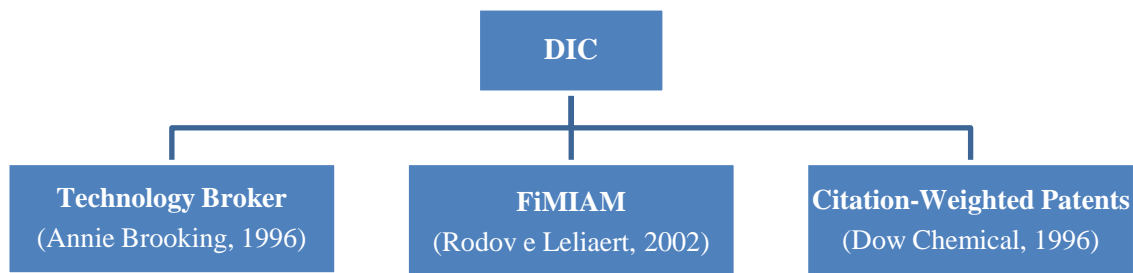 DIC
Technology Broker
(Annie Brooking, 1996)
FiMIAM
(Rodov e Leliaert, 2002)
Citation-Weighted Patents
(Dow Chemical, 1996)